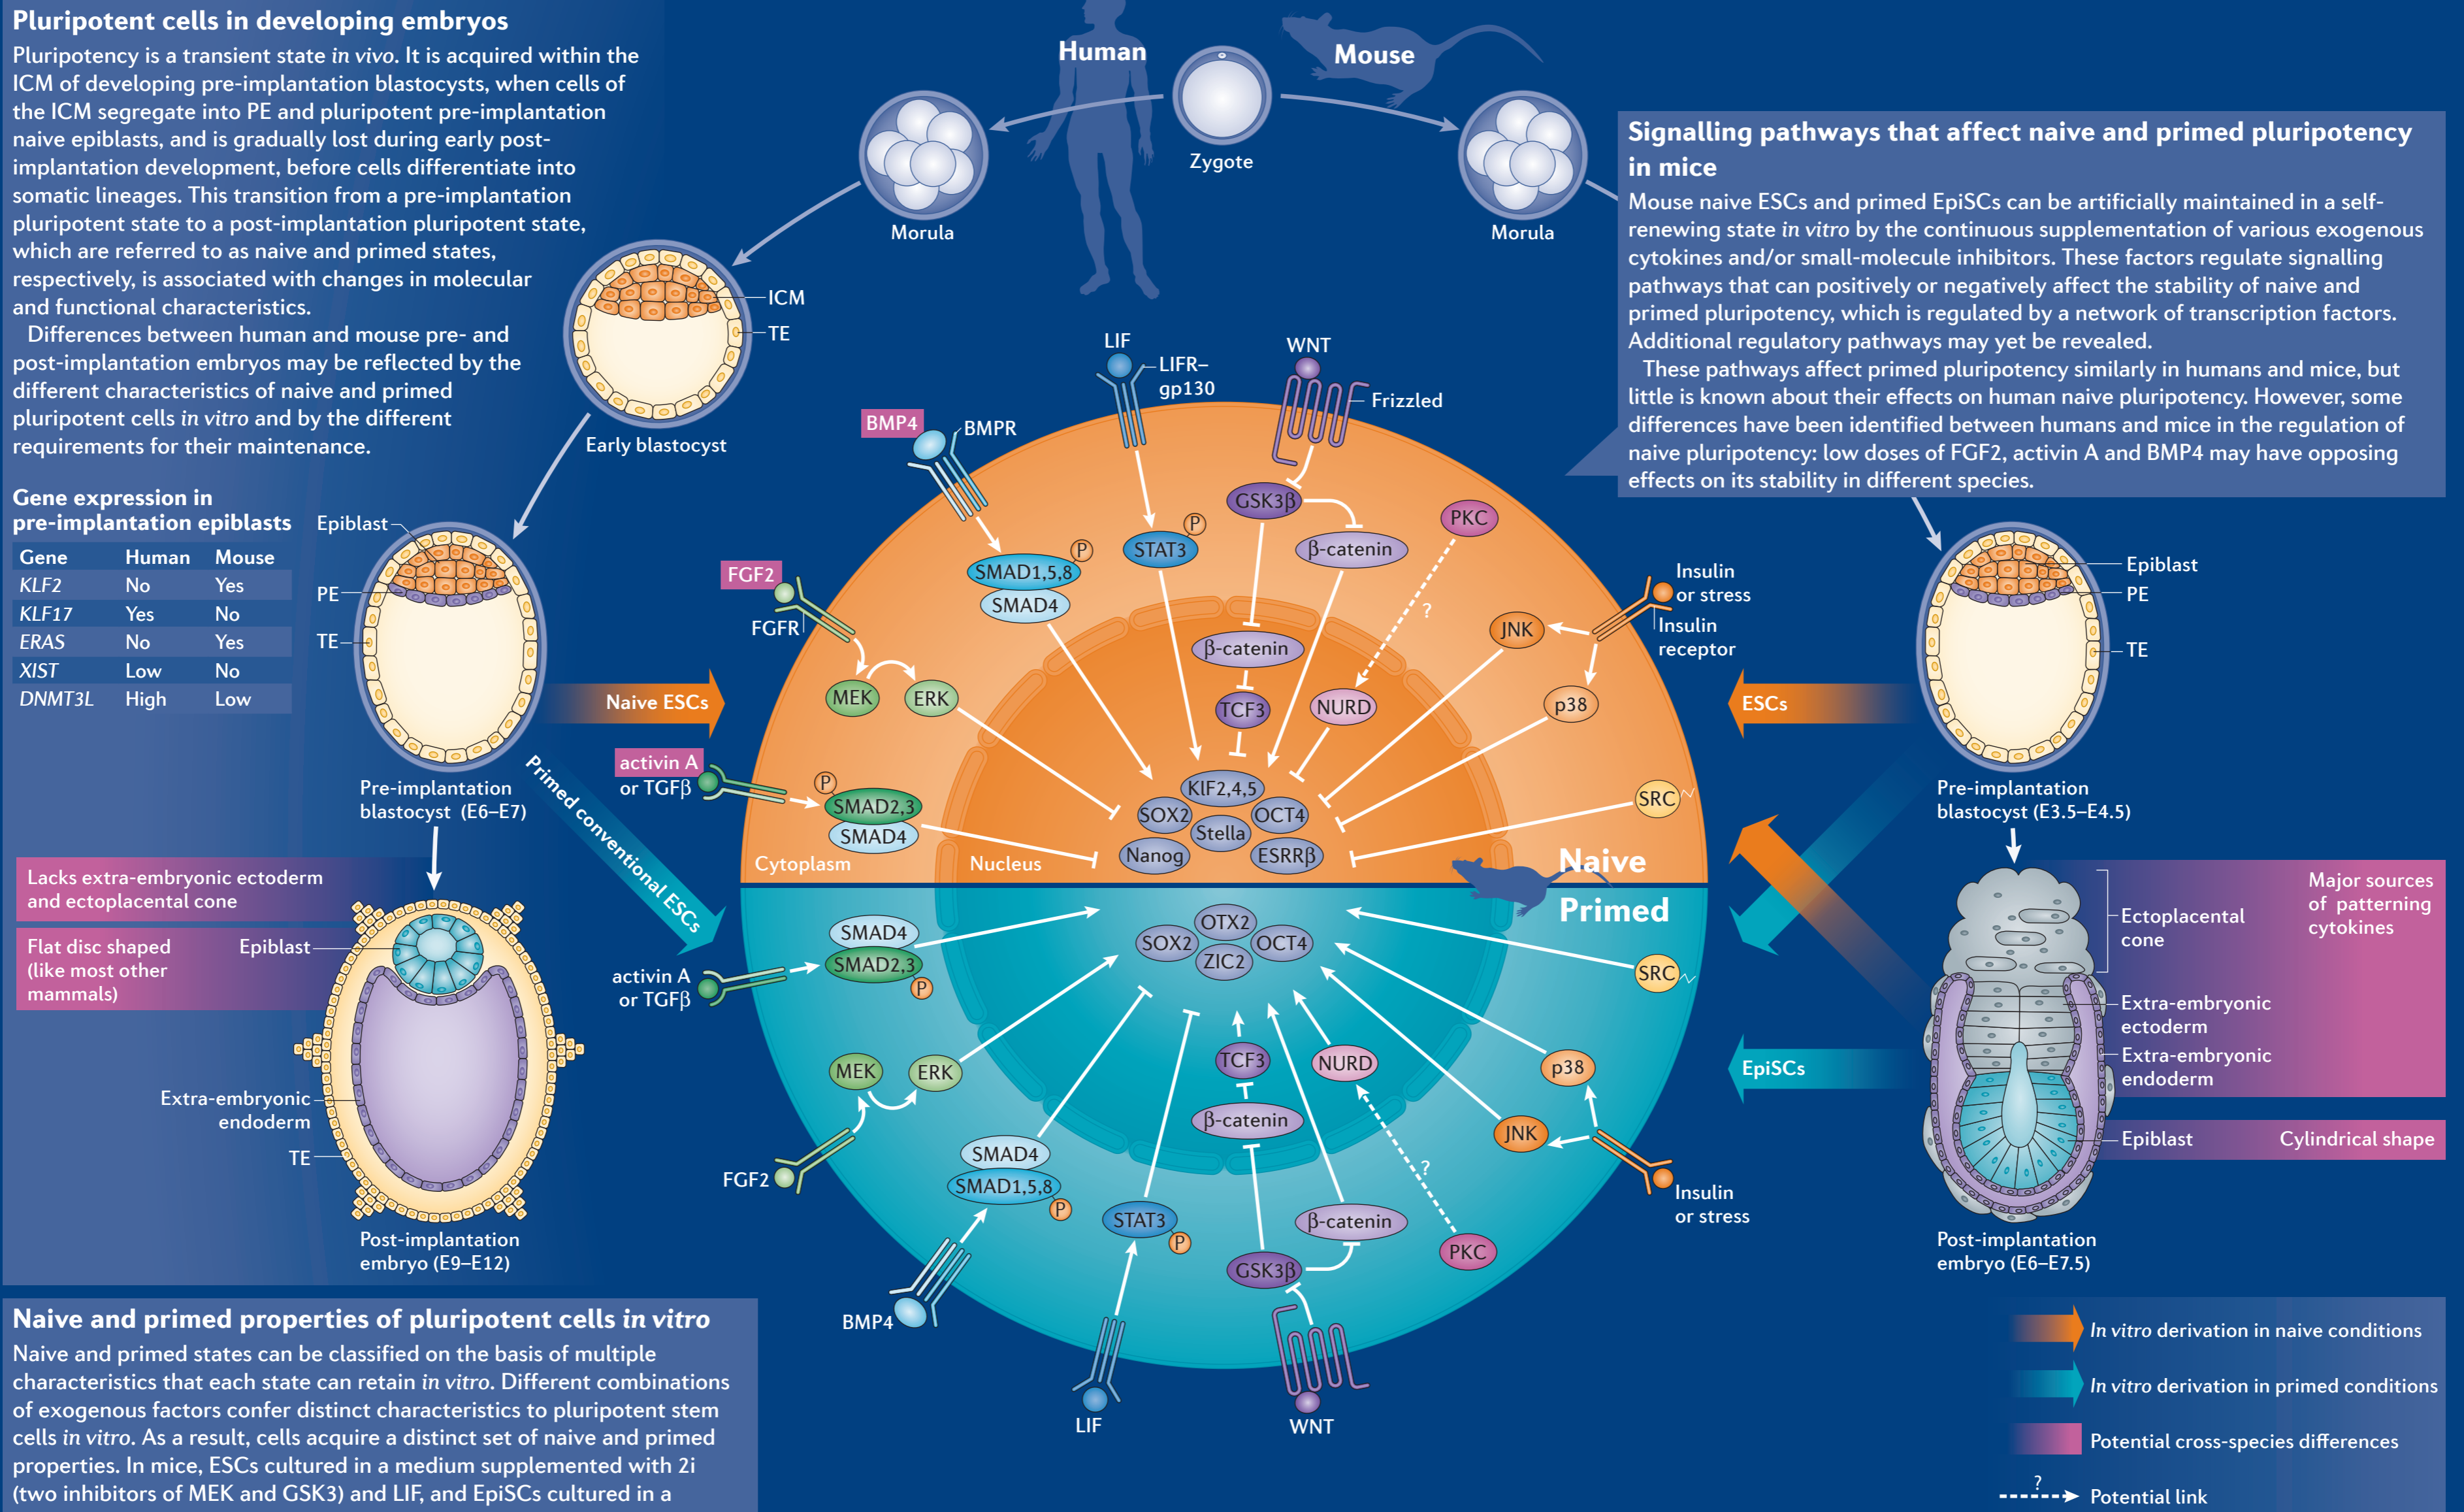 Pluripotent cells in developing embryos
Pluripotency is a transient state in vivo. It is acquired within the
ICM of developing pre-implantation blastocysts, when cells of
the ICM segregate into PE and pluripotent pre-implantation
naive epiblasts, and is gradually lost during early post-
implantation development, before cells differentiate into
somatic lineages. This transition from a pre-implantation
pluripotent state to a post-implantation pluripotent state,
which are referred to as naive and primed states,
respectively, is associated with changes in molecular
and functional characteristics.
Differences between human and mouse pre- and
post-implantation embryos may be reflected by the
different characteristics of naive and primed
pluripotent cells in vitro and by the different
requirements for their maintenance.
Gene expression in
pre-implantation epiblasts
Gene Human Mouse
KLF2 No Yes
KLF17 Yes No
ERAS No Yes
XIST Low No
DNMT3L High Low
Human
Mouse
Zygote
Morula
Morula
ICM
TE
Early blastocyst
Epiblast
PE
TE
Pre-implantation
blastocyst (E6–E7)
Naive ESCs
Primed conventional ESCs
Lacks extra-embryonic ectoderm
and ectoplacental cone
Flat disc shaped
(like most other
mammals)
Epiblast
Extra-embryonic
endoderm
TE
Post-implantation
embryo (E9–E12)
Signalling pathways that affect naive and primed pluripotency
in mice
Mouse naive ESCs and primed EpiSCs can be artificially maintained in a self-
renewing state in vitro by the continuous supplementation of various exogenous
cytokines and/or small-molecule inhibitors. These factors regulate signalling
pathways that can positively or negatively affect the stability of naive and
primed pluripotency, which is regulated by a network of transcription factors.
Additional regulatory pathways may yet be revealed.
These pathways affect primed pluripotency similarly in humans and mice, but
little is known about their effects on human naive pluripotency. However, some
differences have been identified between humans and mice in the regulation of
naive pluripotency: low doses of FGF2, activin A and BMP4 may have opposing
effects on its stability in different species.
LIF
LIFR–
gp130
WNT
Frizzled
BMP4
BMPR
GSK3β
PKC
P
STAT3
β-catenin
P
SMAD1,5,8
SMAD4
FGF2
FGFR
Insulin
or stress
Insulin
receptor
?
JNK
β-catenin
MEK
ERK
TCF3
NURD
p38
activin A
or TGFβ
P
SMAD2,3
SMAD4
KlF2,4,5
SOX2
OCT4
Stella
Nanog
ESRRβ
SRC
Cytoplasm
Nucleus
Naive
Primed
SMAD4
SMAD2,3
P
activin A
or TGFβ
OTX2
SOX2
OCT4
ZIC2
SRC
MEK
ERK
TCF3
NURD
p38
β-catenin
JNK
FGF2
SMAD4
SMAD1,5,8
P
?
Insulin
or stress
STAT3
P
β-catenin
GSK3β
PKC
BMP4
LIF
WNT
Epiblast
PE
TE
ESCs
Pre-implantation
blastocyst (E3.5–E4.5)
EpiSCs
Major sources
of patterning
cytokines
Ectoplacental
cone
Extra-embryonic
ectoderm
Extra-embryonic
endoderm
Epiblast
Cylindrical shape
Post-implantation
embryo (E6–E7.5)
Naive and primed properties of pluripotent cells in vitro
Naive and primed states can be classified on the basis of multiple
characteristics that each state can retain in vitro. Different combinations
of exogenous factors confer distinct characteristics to pluripotent stem
cells in vitro. As a result, cells acquire a distinct set of naive and primed
properties. In mice, ESCs cultured in a medium supplemented with 2i
(two inhibitors of MEK and GSK3) and LIF, and EpiSCs cultured in a
In vitro derivation in naive conditions
In vitro derivation in primed conditions
Potential cross-species differences
?
Potential link